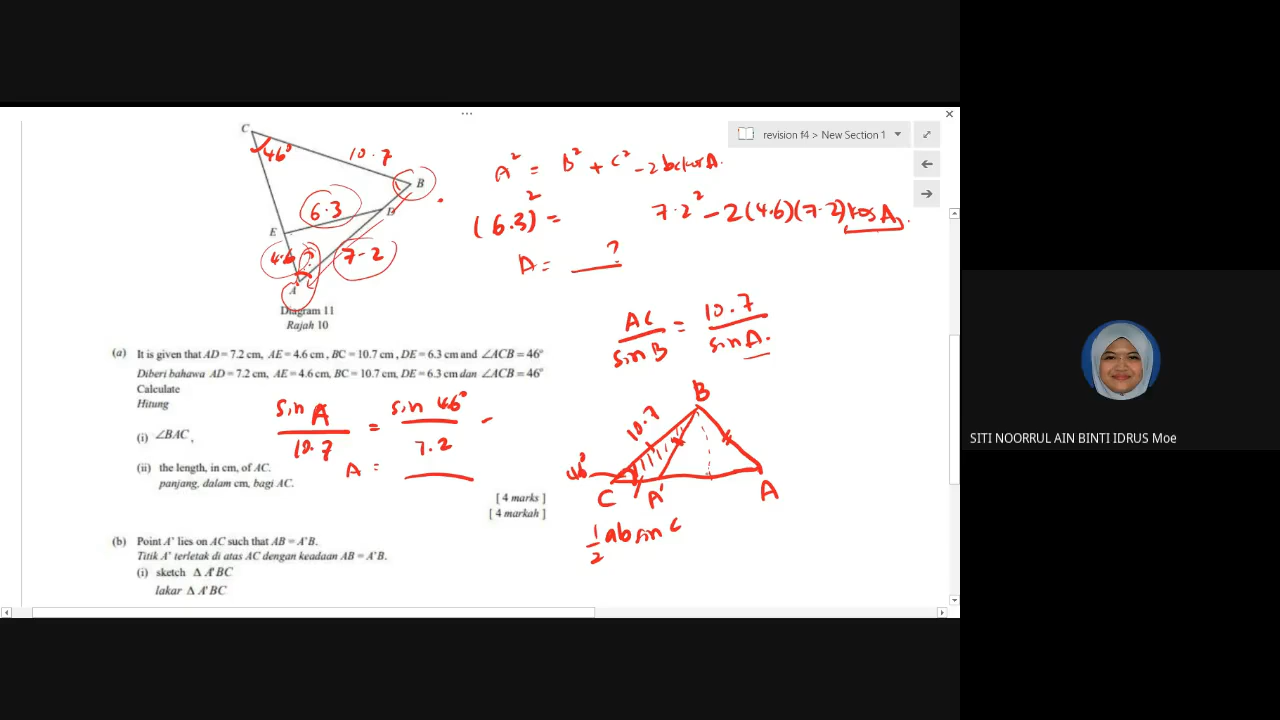 revision f4 > New Section 1
C
46°
10.7
B
6.3
D
E
4.6
?
7.2
A
Diagram 11
Rajah 10
A² = B² + C² - 2bc kos A.
(6.3)² = 7.2² - 2(4.6)(7.2) kos A.
A = ?
AC / sin B = 10.7 / sin A.
(a) It is given that AD = 7.2 cm, AE = 4.6 cm, BC = 10.7 cm, DE = 6.3 cm and ∠ACB = 46°
Diberi bahawa AD = 7.2 cm, AE = 4.6 cm, BC = 10.7 cm, DE = 6.3 cm dan ∠ACB = 46°
Calculate
Hitung
sin A / 10.7 = sin 46° / 7.2
(i) ∠BAC,
A =
(ii) the length, in cm, of AC.
panjang, dalam cm, bagi AC.
[ 4 marks ]
[ 4 markah ]
B
10.7
46°
C A' A
½ ab sin C
(b) Point A' lies on AC such that AB = A'B.
Titik A' terletak di atas AC dengan keadaan AB = A'B.
(i) sketch Δ A'BC
lakar Δ A'BC
SITI NOORRUL AIN BINTI IDRUS Moe